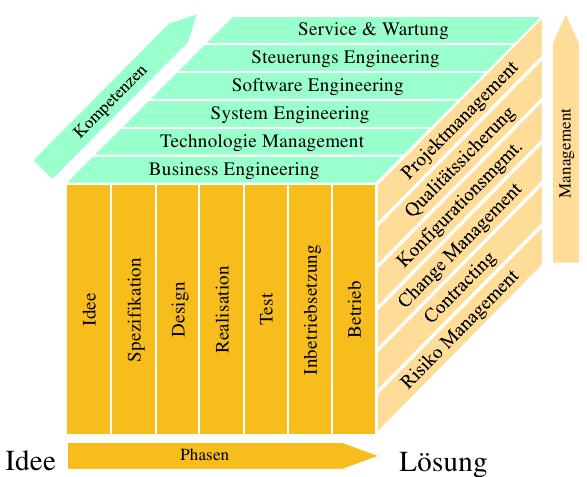 Kompetenzen
Service & Wartung
Steuerungs Engineering
Software Engineering
System Engineering
Technologie Management
Business Engineering
Projektmanagement
Qualitätssicherung
Konfigurationsmgmt.
Change Management
Contracting
Risiko Management
Management
Idee
Spezifikation
Design
Realisation
Test
Inbetriebsetzung
Betrieb
Idee
Phasen
Lösung